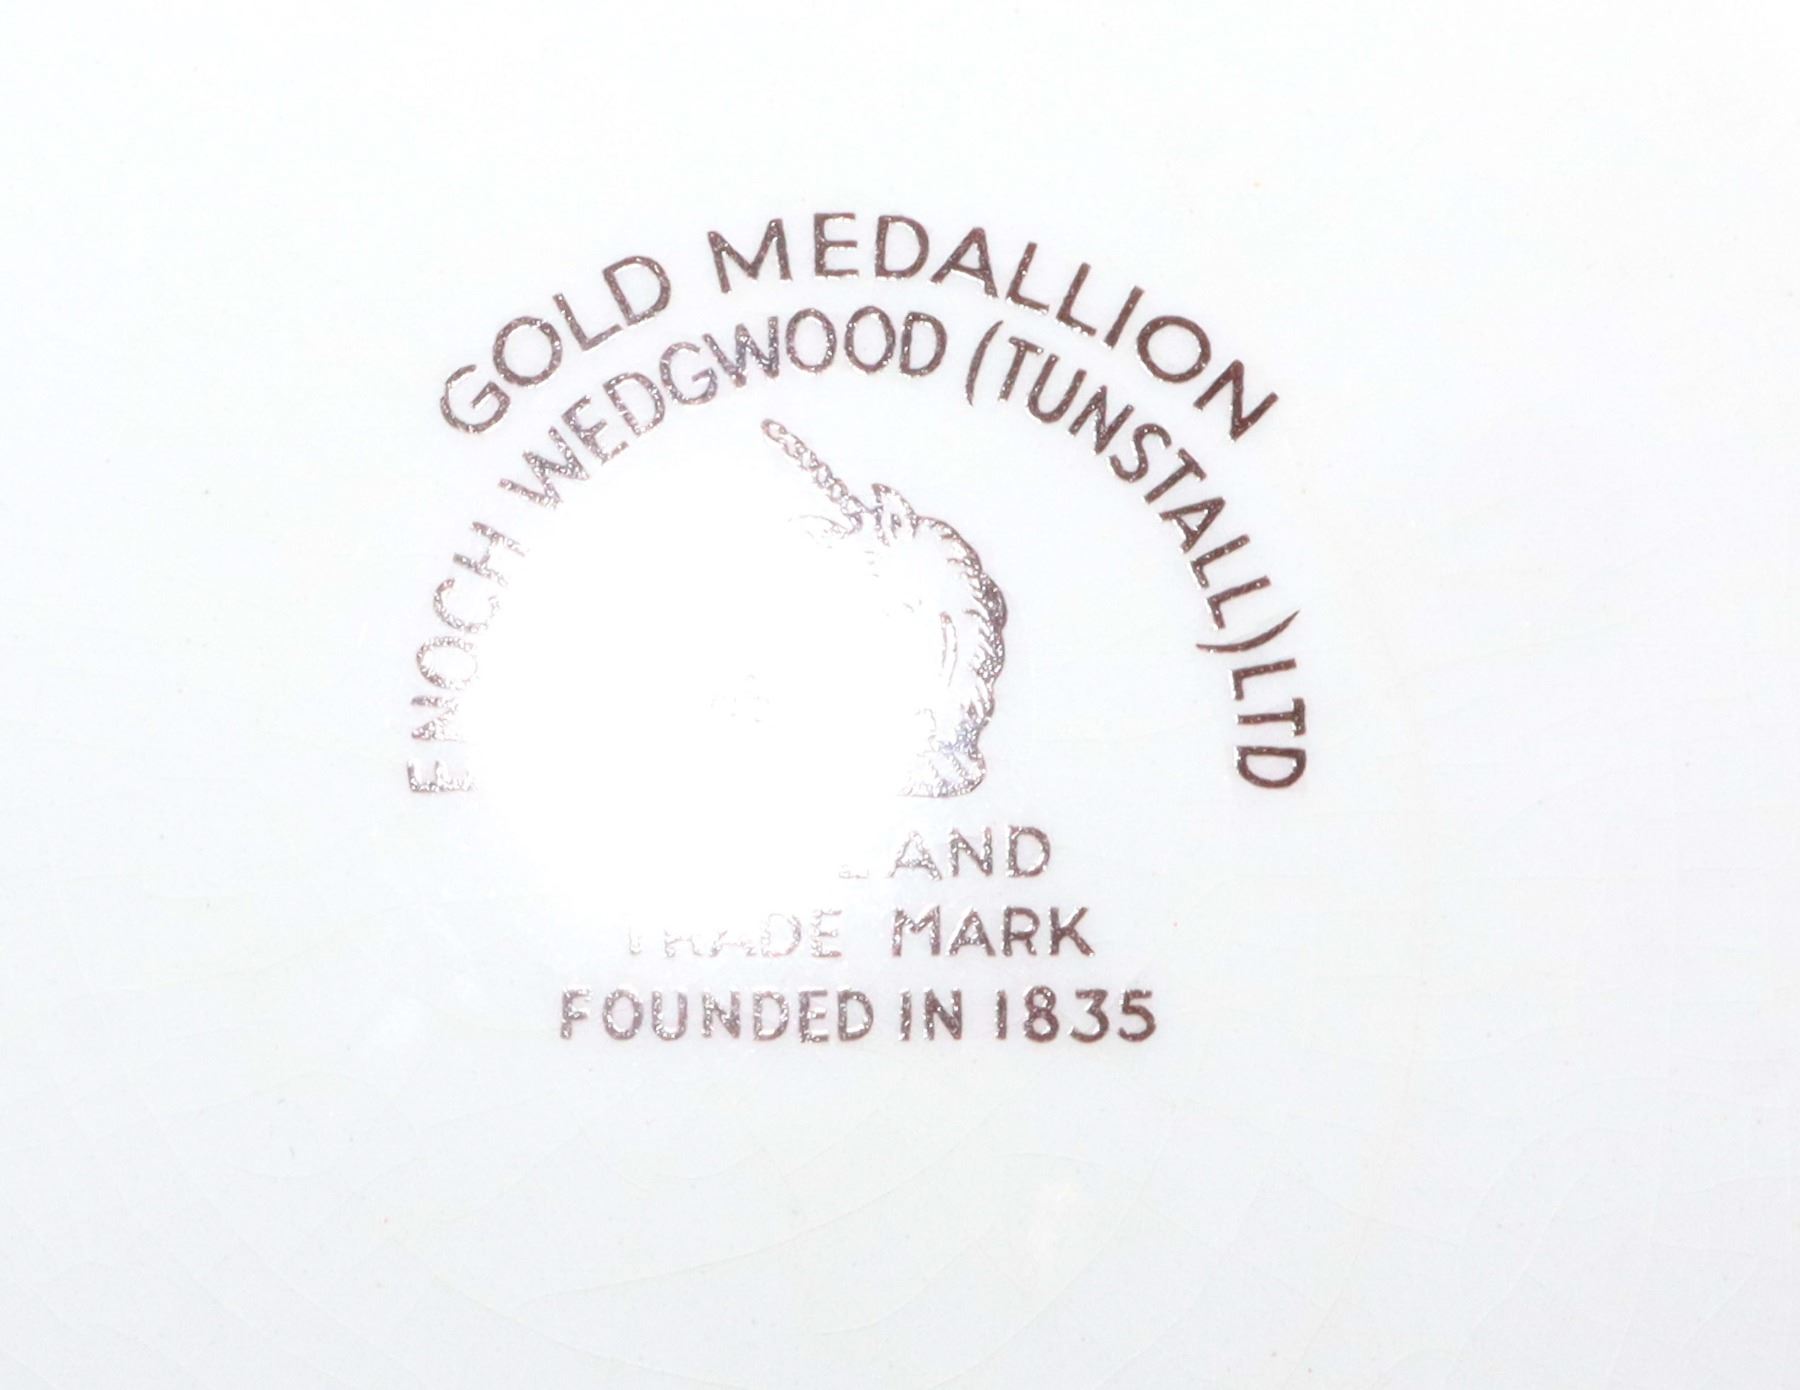 GOLD MEDALLION
ENOCH WEDGWOOD (TUNSTALL) LTD
TRADE MARK
FOUNDED IN 1835